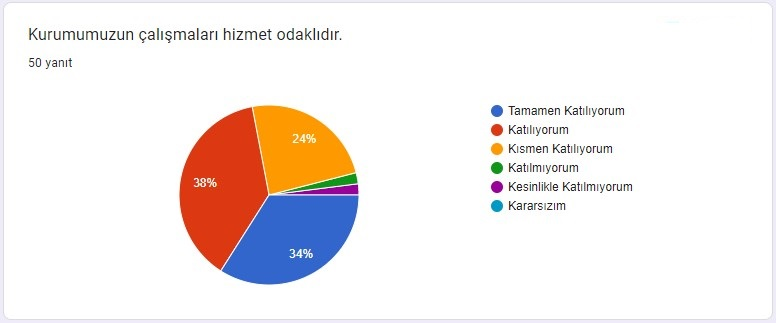 Kurumumuzun çalışmaları hizmet odaklıdır.
50 yanıt
Tamamen Katılıyorum
Katılıyorum
Kısmen Katılıyorum
Katılmıyorum
Kesinlikle Katılmıyorum
Kararsızım
24%
38%
34%